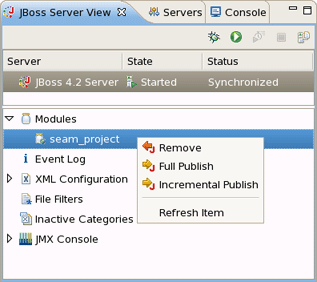 JBoss Server View
Servers
Console
Server State Status
JBoss 4.2 Server Started Synchronized
Modules
seam_project
Remove
Full Publish
Incremental Publish
Refresh Item
Event Log
XML Configuration
File Filters
Inactive Categories
JMX Console